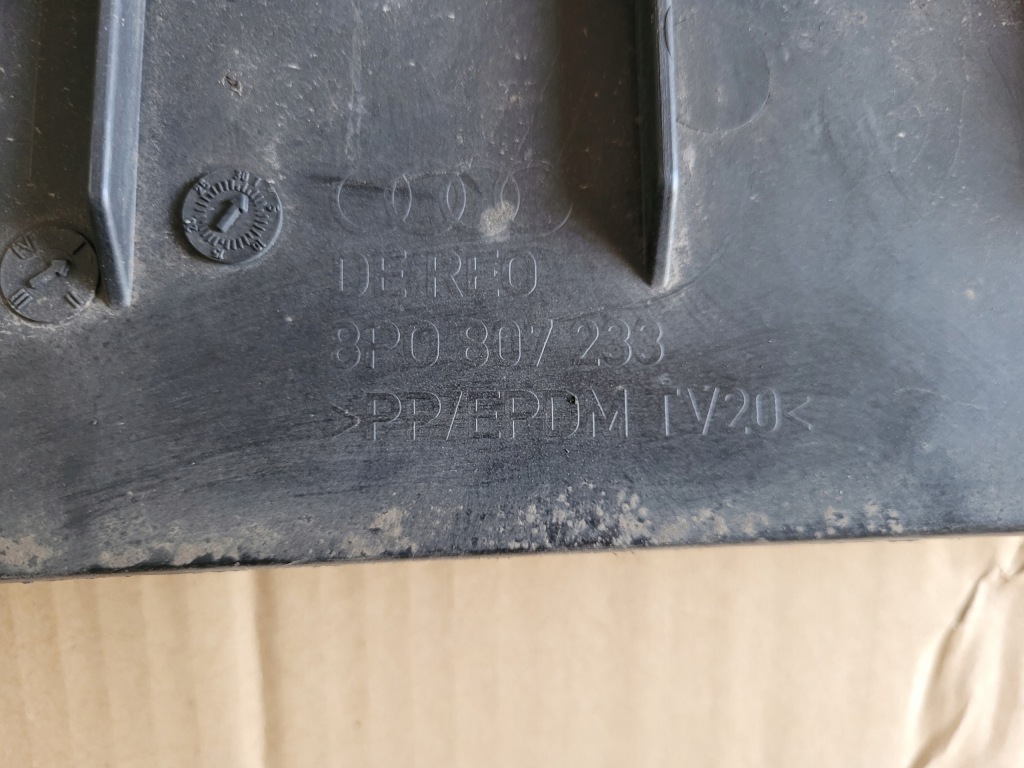 DE REO
8P0 807 233
>PP/EPDM TV20<